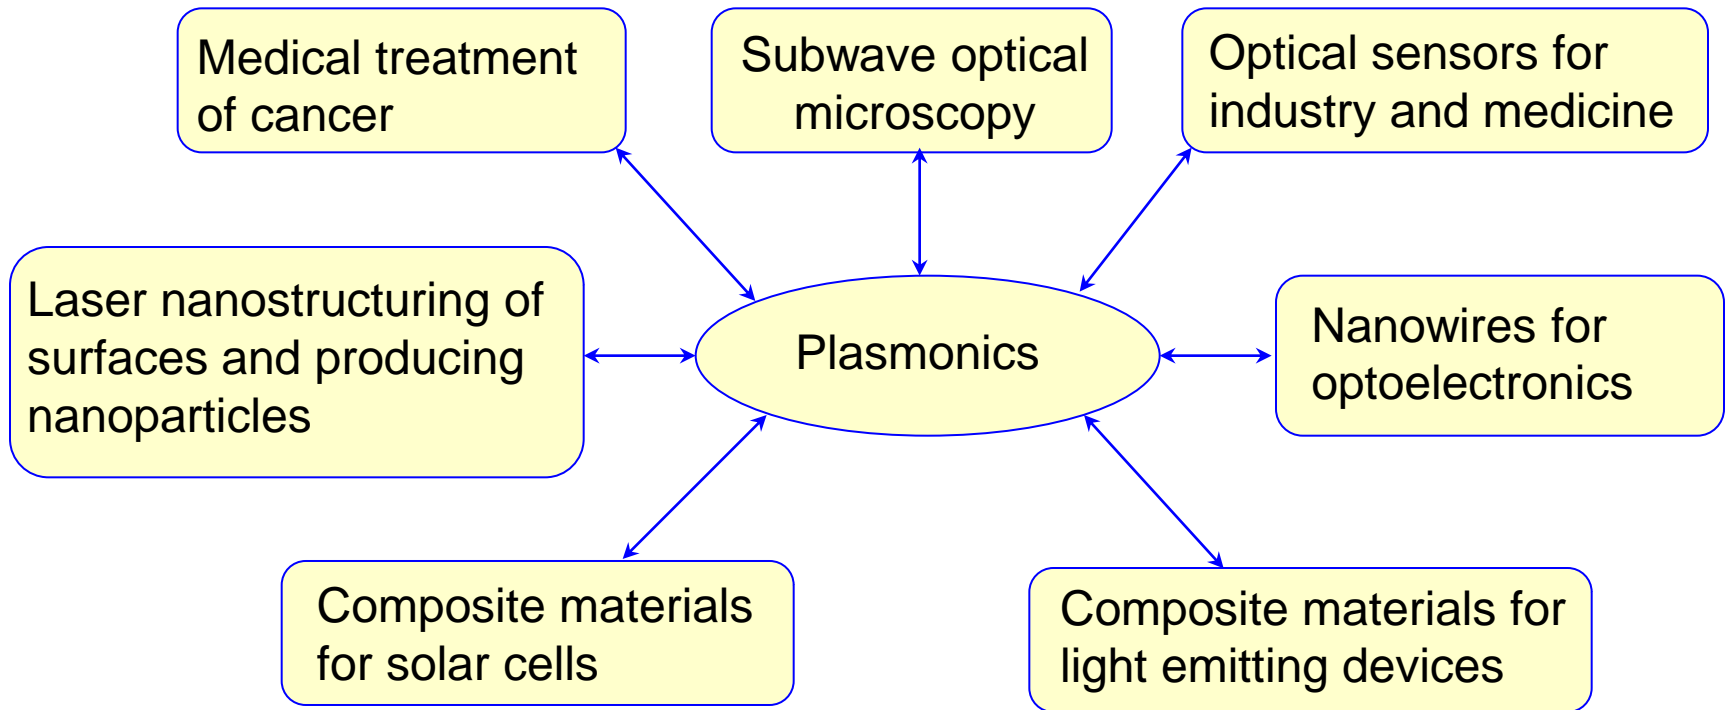 Medical treatment
of cancer
Subwave optical
microscopy
Optical sensors for
industry and medicine
Laser nanostructuring of
surfaces and producing
nanoparticles
Plasmonics
Nanowires for
optoelectronics
Composite materials
for solar cells
Composite materials for
light emitting devices